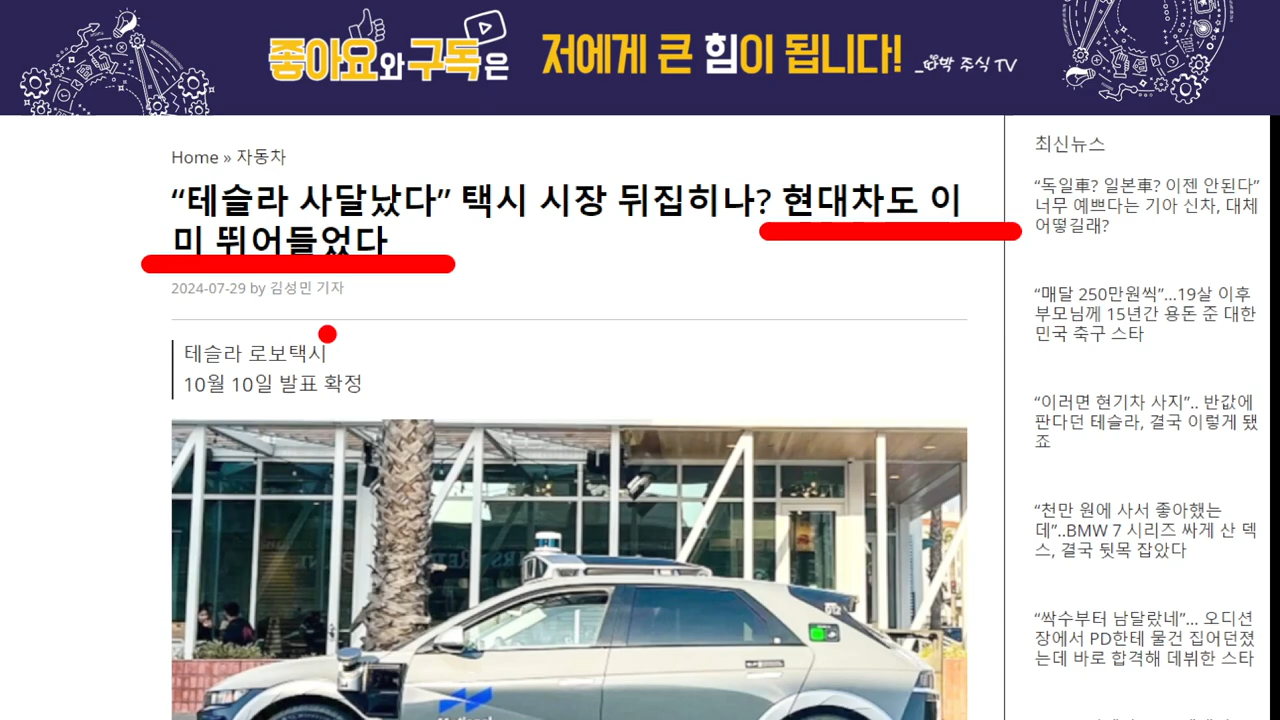 좋아요와 구독은 저에게 큰 힘이 됩니다!
Home » 자동차
“테슬라 사달났다” 택시 시장 뒤집히나? 현대차도 이
미 뛰어들었다
2024-07-29 by 김성민 기자
테슬라 로보택시
10월 10일 발표 확정
최신뉴스
“독일車? 일본車? 이젠 안된다”
너무 예쁘다는 기아 신차, 대체
어떻길래?
“매달 250만원씩”...19살 이후
부모님께 15년간 용돈 준 대한
민국 축구 스타
“이러면 현기차 사지”.. 반값에
판다던 테슬라, 결국 이렇게 됐
죠
“천만 원에 사서 좋아했는
데”..BMW 7 시리즈 싸게 산 덱
스, 결국 뒷목 잡았다
“싹수부터 남달랐네”... 오디션
장에서 PD한테 물건 집어던졌
는데 바로 합격해 데뷔한 스타